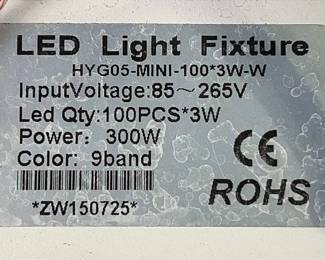 LED Light Fixture
HYG05-MINI-100*3W-W
InputVoltage:85~265V
Led Qty:100PCS*3W
Power: 300W
Color: 9band
CE
ROHS
*ZW150725*